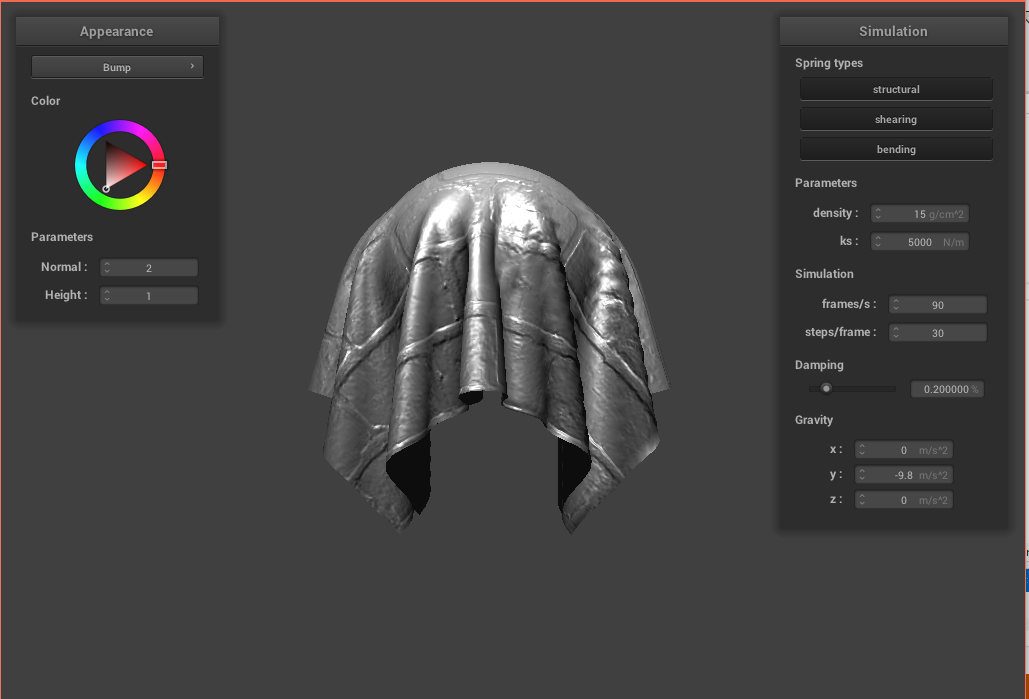 Appearance
Bump ›
Color
Parameters
Normal : 2
Height : 1
Simulation
Spring types
structural
shearing
bending
Parameters
density : 15 g/cm^2
ks : 5000 N/m
Simulation
frames/s : 90
steps/frame : 30
Damping
0.200000 %
Gravity
x : 0 m/s^2
y : -9.8 m/s^2
z : 0 m/s^2